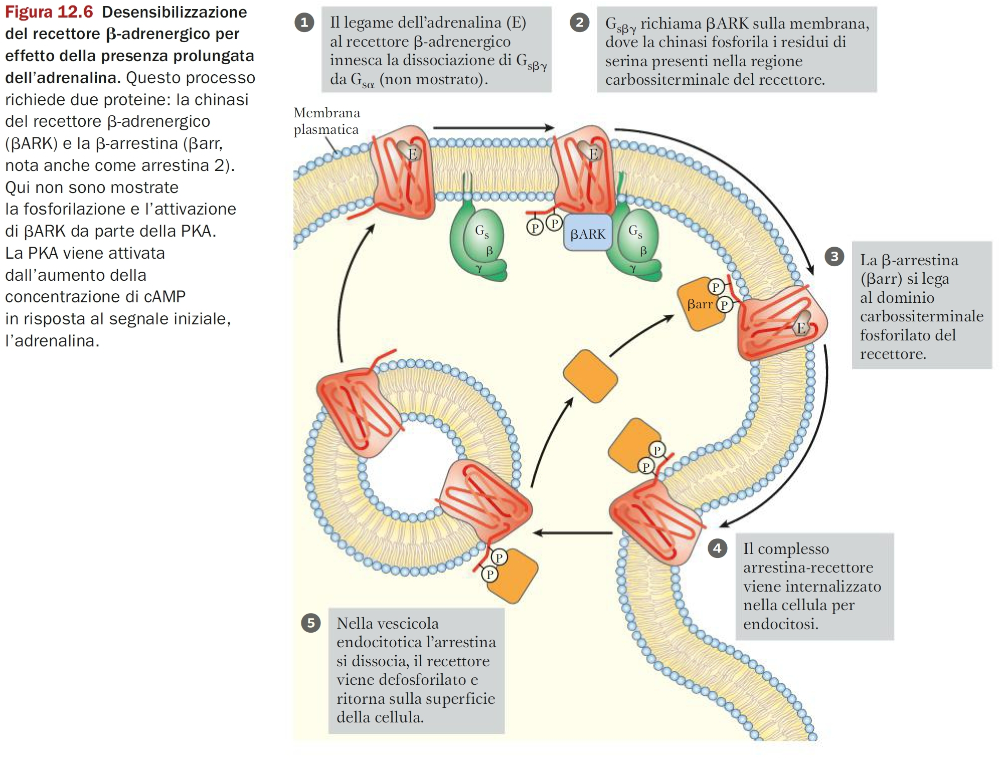 Figura 12.6 Desensibilizzazione
del recettore β-adrenergico per
effetto della presenza prolungata
dell’adrenalina. Questo processo
richiede due proteine: la chinasi
del recettore β-adrenergico
(βARK) e la β-arrestina (βarr,
nota anche come arrestina 2).
Qui non sono mostrate
la fosforilazione e l’attivazione
di βARK da parte della PKA.
La PKA viene attivata
dall’aumento della
concentrazione di cAMP
in risposta al segnale iniziale,
l’adrenalina.
1
Il legame dell’adrenalina (E)
al recettore β-adrenergico
innesca la dissociazione di Gsβγ
da Gsα (non mostrato).
2
Gsβγ richiama βARK sulla membrana,
dove la chinasi fosforila i residui di
serina presenti nella regione
carbossiterminale del recettore.
Membrana
plasmatica
E
E
Gs
β
γ
P
P
βARK
Gs
β
γ
3
La β-arrestina
(βarr) si lega
al dominio
carbossiterminale
fosforilato del
recettore.
P
βarr
P
E
P
P
4
Il complesso
arrestina-recettore
viene internalizzato
nella cellula per
endocitosi.
P
P
5
Nella vescicola
endocitotica l’arrestina
si dissocia, il recettore
viene defosforilato e
ritorna sulla superficie
della cellula.